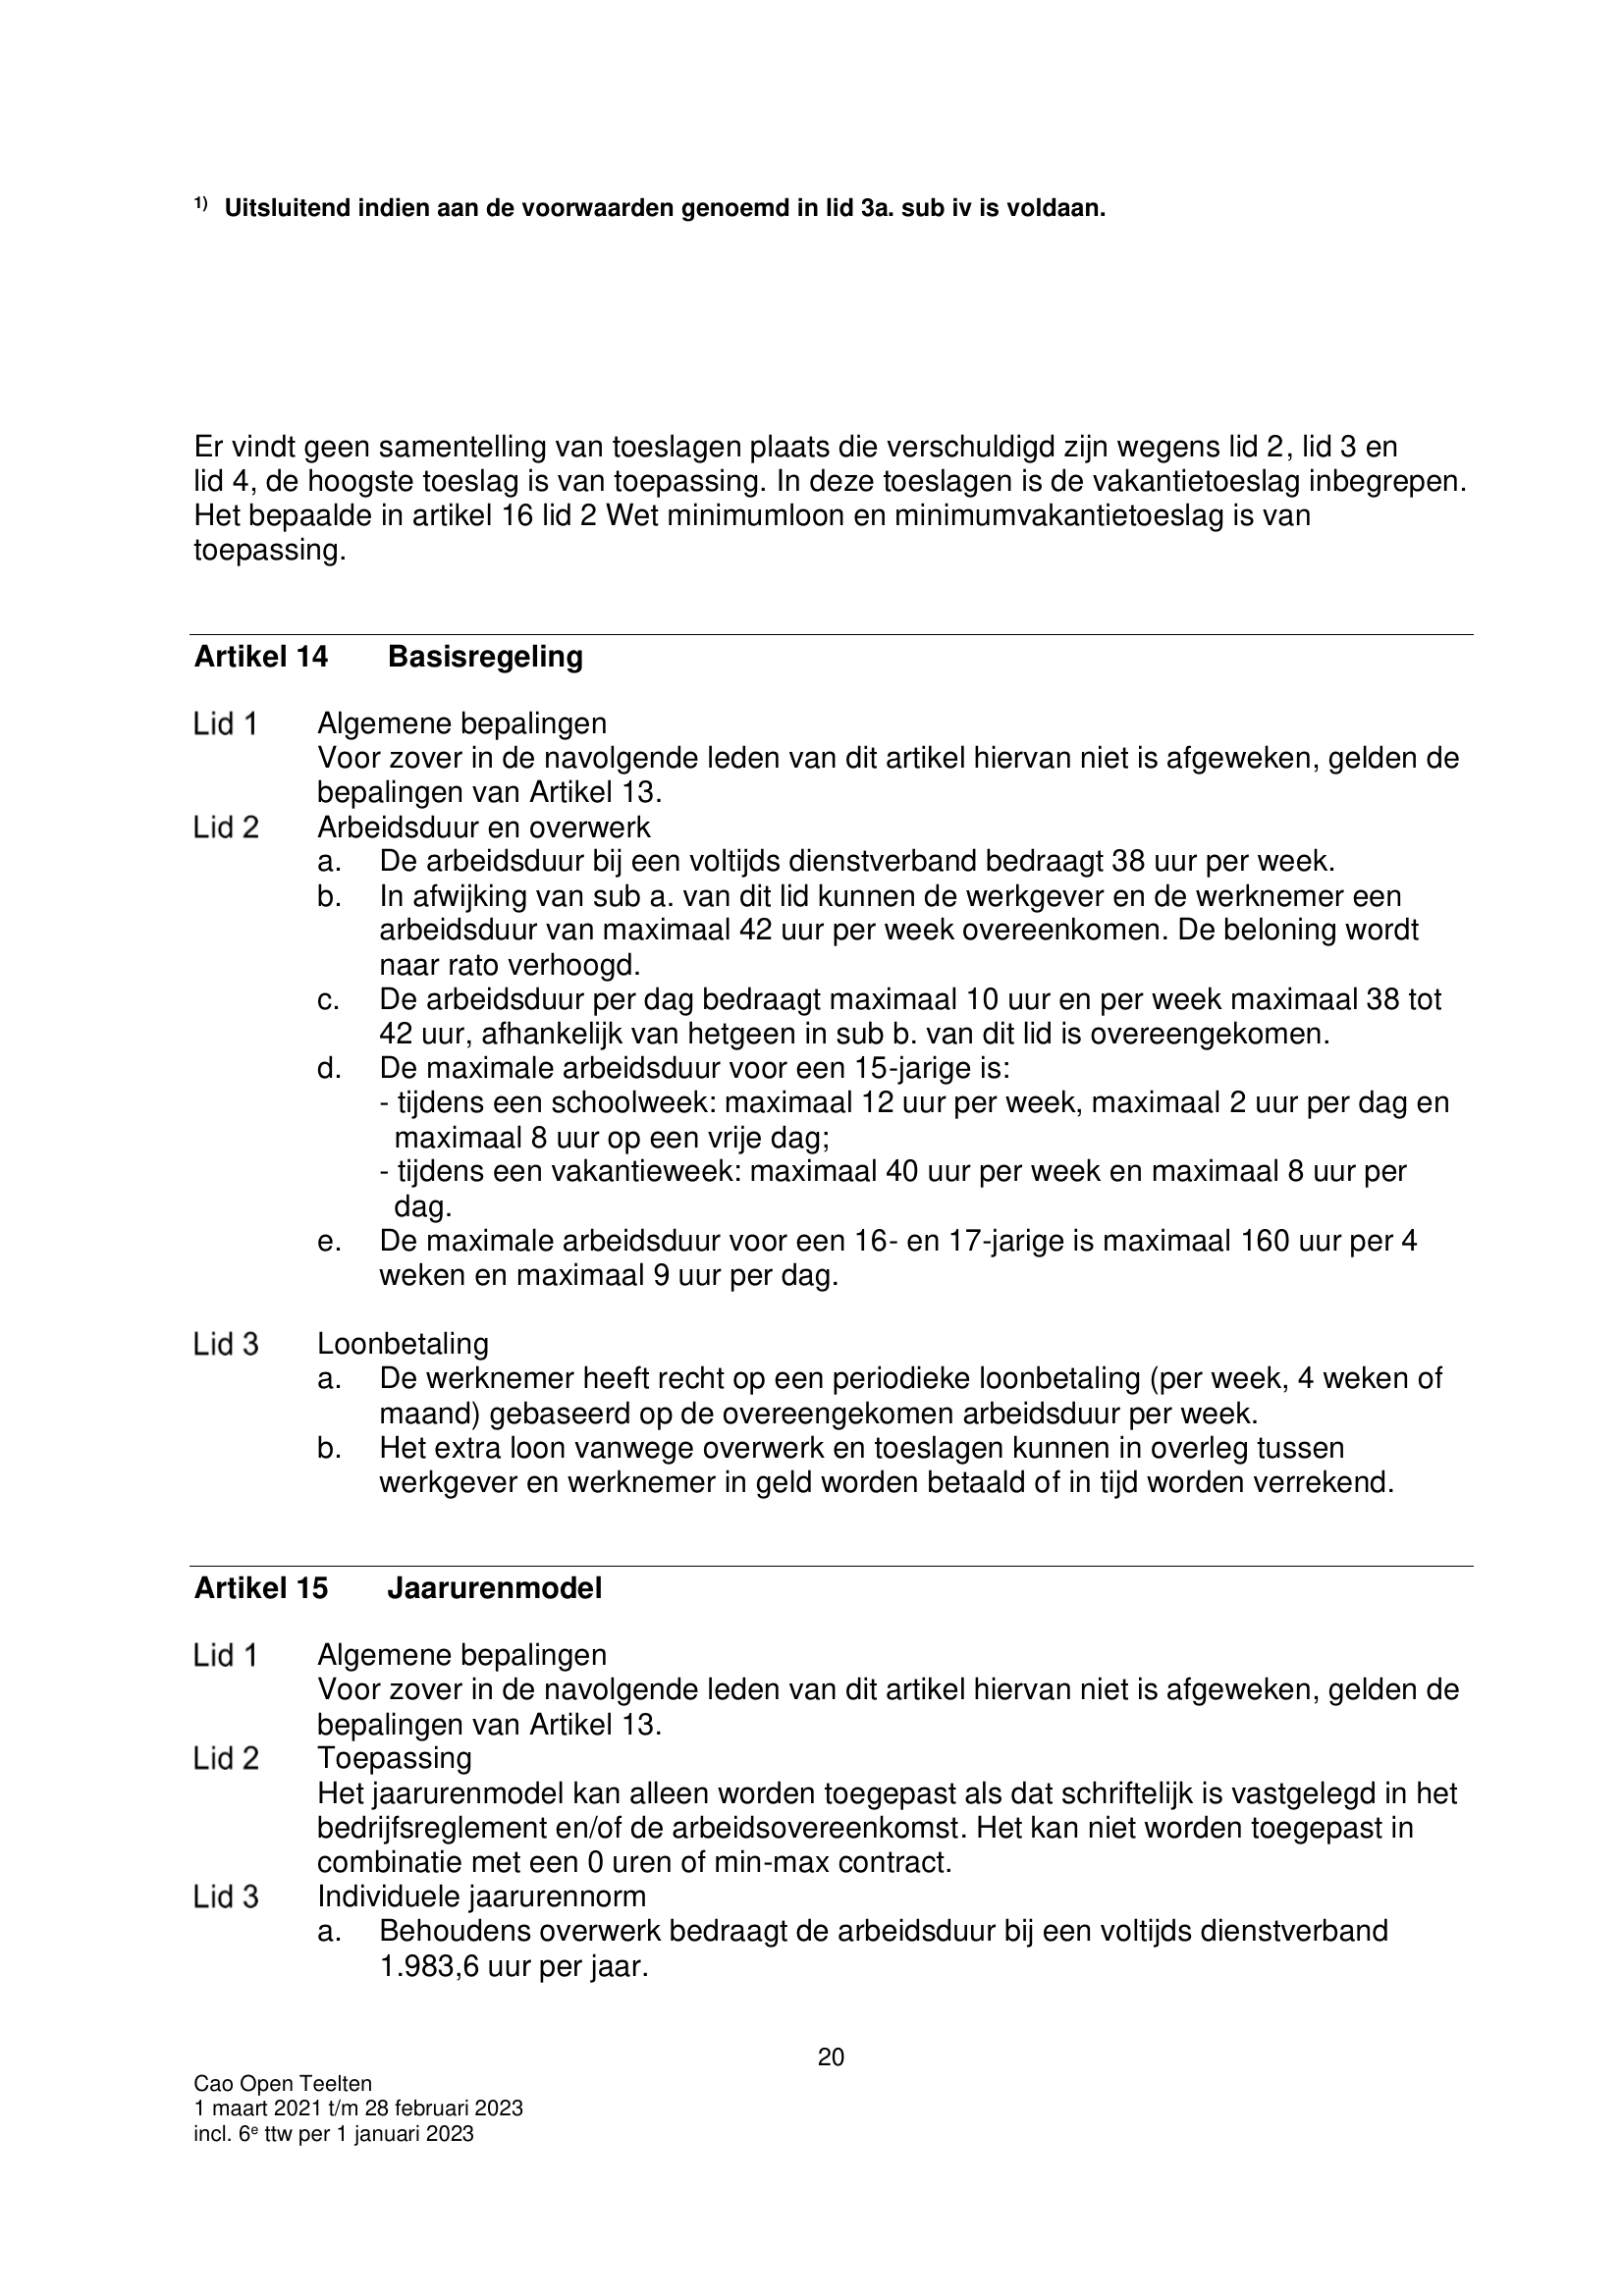 1) Uitsluitend indien aan de voorwaarden genoemd in lid 3a. sub iv is voldaan.
Er vindt geen samentelling van toeslagen plaats die verschuldigd zijn wegens lid 2, lid 3 en
lid 4, de hoogste toeslag is van toepassing. In deze toeslagen is de vakantietoeslag inbegrepen.
Het bepaalde in artikel 16 lid 2 Wet minimumloon en minimumvakantietoeslag is van
toepassing.
Artikel 14 Basisregeling
Lid 1 Algemene bepalingen
Voor zover in de navolgende leden van dit artikel hiervan niet is afgeweken, gelden de
bepalingen van Artikel 13.
Lid 2 Arbeidsduur en overwerk
a. De arbeidsduur bij een voltijds dienstverband bedraagt 38 uur per week.
b. In afwijking van sub a. van dit lid kunnen de werkgever en de werknemer een
arbeidsduur van maximaal 42 uur per week overeenkomen. De beloning wordt
naar rato verhoogd.
c. De arbeidsduur per dag bedraagt maximaal 10 uur en per week maximaal 38 tot
42 uur, afhankelijk van hetgeen in sub b. van dit lid is overeengekomen.
d. De maximale arbeidsduur voor een 15-jarige is:
- tijdens een schoolweek: maximaal 12 uur per week, maximaal 2 uur per dag en
maximaal 8 uur op een vrije dag;
- tijdens een vakantieweek: maximaal 40 uur per week en maximaal 8 uur per
dag.
e. De maximale arbeidsduur voor een 16- en 17-jarige is maximaal 160 uur per 4
weken en maximaal 9 uur per dag.
Lid 3 Loonbetaling
a. De werknemer heeft recht op een periodieke loonbetaling (per week, 4 weken of
maand) gebaseerd op de overeengekomen arbeidsduur per week.
b. Het extra loon vanwege overwerk en toeslagen kunnen in overleg tussen
werkgever en werknemer in geld worden betaald of in tijd worden verrekend.
Artikel 15 Jaarurenmodel
Lid 1 Algemene bepalingen
Voor zover in de navolgende leden van dit artikel hiervan niet is afgeweken, gelden de
bepalingen van Artikel 13.
Lid 2 Toepassing
Het jaarurenmodel kan alleen worden toegepast als dat schriftelijk is vastgelegd in het
bedrijfsreglement en/of de arbeidsovereenkomst. Het kan niet worden toegepast in
combinatie met een 0 uren of min-max contract.
Lid 3 Individuele jaarurennorm
a. Behoudens overwerk bedraagt de arbeidsduur bij een voltijds dienstverband
1.983,6 uur per jaar.
20
Cao Open Teelten
1 maart 2021 t/m 28 februari 2023
incl. 6e ttw per 1 januari 2023